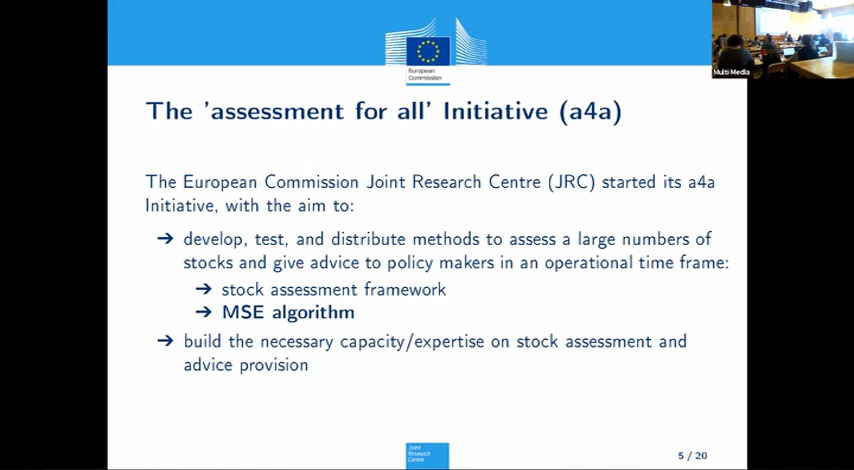 European
Commission
Multi Media
The 'assessment for all' Initiative (a4a)
The European Commission Joint Research Centre (JRC) started its a4a
Initiative, with the aim to:
➔ develop, test, and distribute methods to assess a large numbers of
stocks and give advice to policy makers in an operational time frame:
➔ stock assessment framework
➔ MSE algorithm
➔ build the necessary capacity/expertise on stock assessment and
advice provision
Joint
Research
Centre
5 / 20